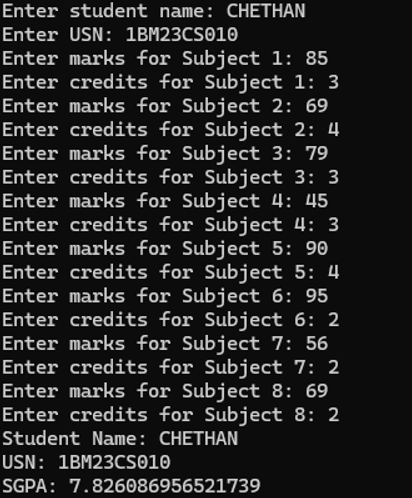 Enter student name: CHETHAN
Enter USN: 1BM23CS010
Enter marks for Subject 1: 85
Enter credits for Subject 1: 3
Enter marks for Subject 2: 69
Enter credits for Subject 2: 4
Enter marks for Subject 3: 79
Enter credits for Subject 3: 3
Enter marks for Subject 4: 45
Enter credits for Subject 4: 3
Enter marks for Subject 5: 90
Enter credits for Subject 5: 4
Enter marks for Subject 6: 95
Enter credits for Subject 6: 2
Enter marks for Subject 7: 56
Enter credits for Subject 7: 2
Enter marks for Subject 8: 69
Enter credits for Subject 8: 2
Student Name: CHETHAN
USN: 1BM23CS010
SGPA: 7.826086956521739